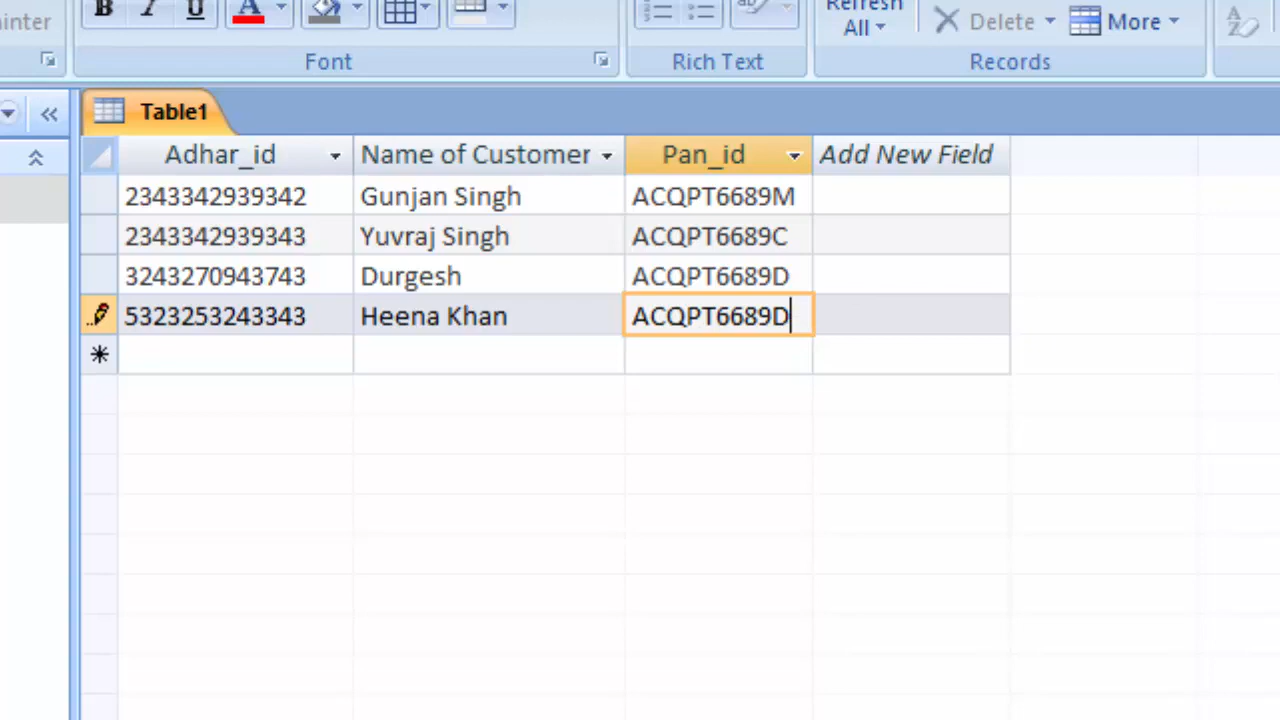 ainter
B I U A
Refresh
All
Delete
More
A
Z
Font
Rich Text
Records
Table1
Adhar_id Name of Customer Pan_id Add New Field
2343342939342 Gunjan Singh ACQPT6689M
2343342939343 Yuvraj Singh ACQPT6689C
3243270943743 Durgesh ACQPT6689D
5323253243343 Heena Khan ACQPT6689D